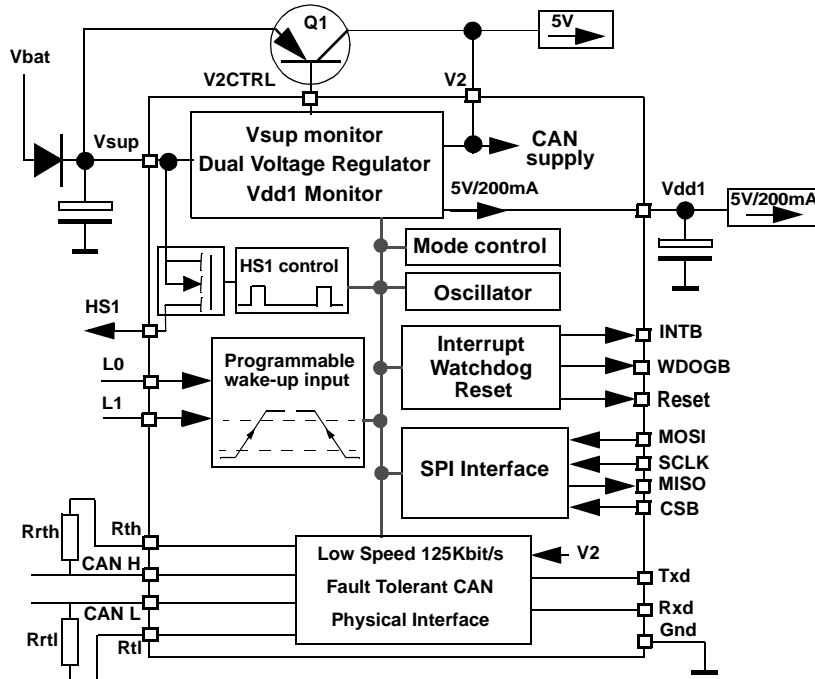 Q1
5V
Vbat
V2CTRL
V2
Vsup
Vsup monitor
Dual Voltage Regulator
Vdd1 Monitor
CAN
supply
5V/200mA
Vdd1
5V/200mA
HS1 control
Mode control
Oscillator
HS1
L0
L1
Programmable
wake-up input
Interrupt
Watchdog
Reset
INTB
WDOGB
Reset
SPI Interface
MOSI
SCLK
MISO
CSB
Rrth
Rth
CAN H
CAN L
Rrtl
Rtl
Low Speed 125Kbit/s
Fault Tolerant CAN
Physical Interface
V2
Txd
Rxd
Gnd